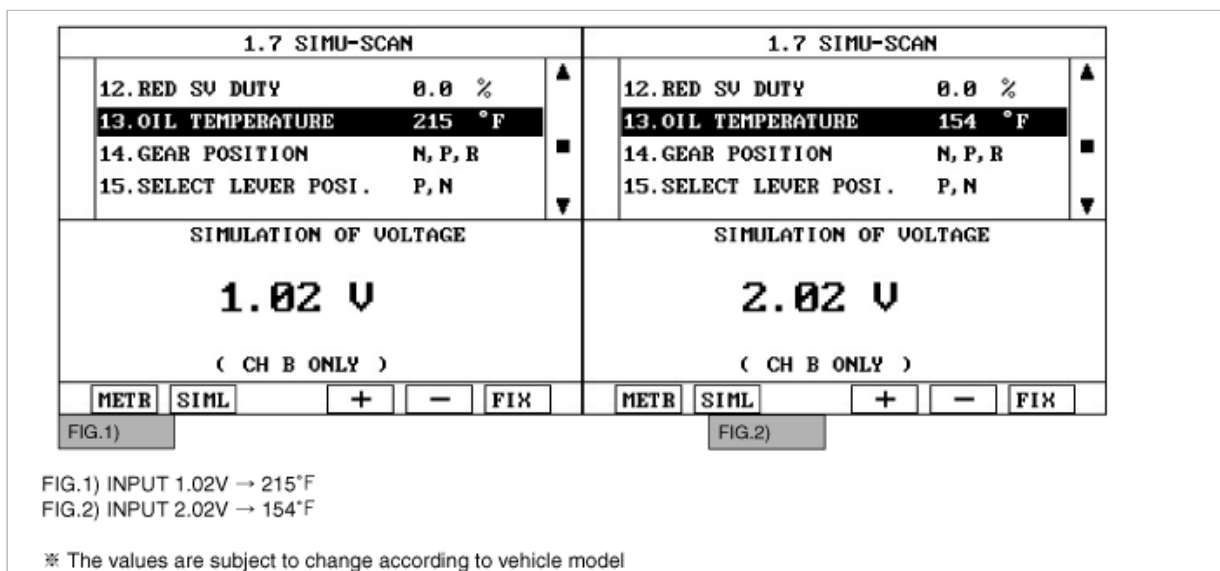 1.7 SIMU-SCAN
12.RED SV DUTY 0.0 %
13.OIL TEMPERATURE 215 °F
14.GEAR POSITION N,P,R
15.SELECT LEVER POSI. P,N
SIMULATION OF VOLTAGE
1.02 V
( CH B ONLY )
METR SIML + − FIX
FIG.1)
1.7 SIMU-SCAN
12.RED SV DUTY 0.0 %
13.OIL TEMPERATURE 154 °F
14.GEAR POSITION N,P,R
15.SELECT LEVER POSI. P,N
SIMULATION OF VOLTAGE
2.02 V
( CH B ONLY )
METR SIML + − FIX
FIG.2)
FIG.1) INPUT 1.02V → 215°F
FIG.2) INPUT 2.02V → 154°F
※ The values are subject to change according to vehicle model